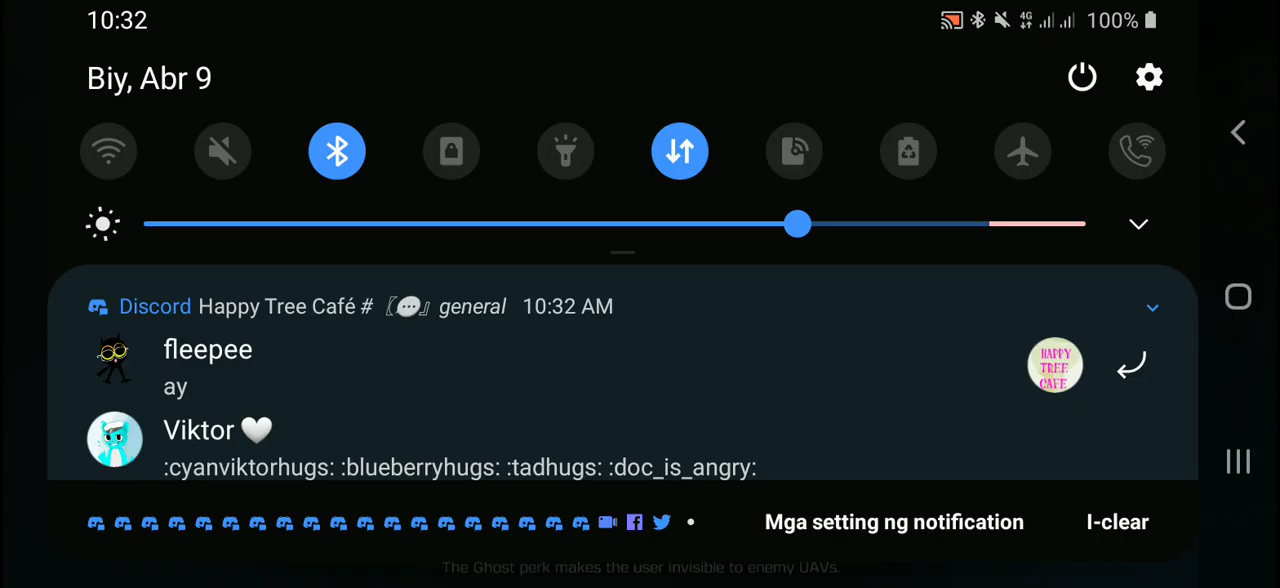 10:32
4G 100%
Biy, Abr 9
Discord Happy Tree Café # 『💬』 general 10:32 AM
fleepee
ay
HAPPY
TREE
CAFE
Viktor 🤍
:cyanviktorhugs: :blueberryhugs: :tadhugs: :doc_is_angry:
Mga setting ng notification I-clear
The Ghost perk makes the user invisible to enemy UAVs.